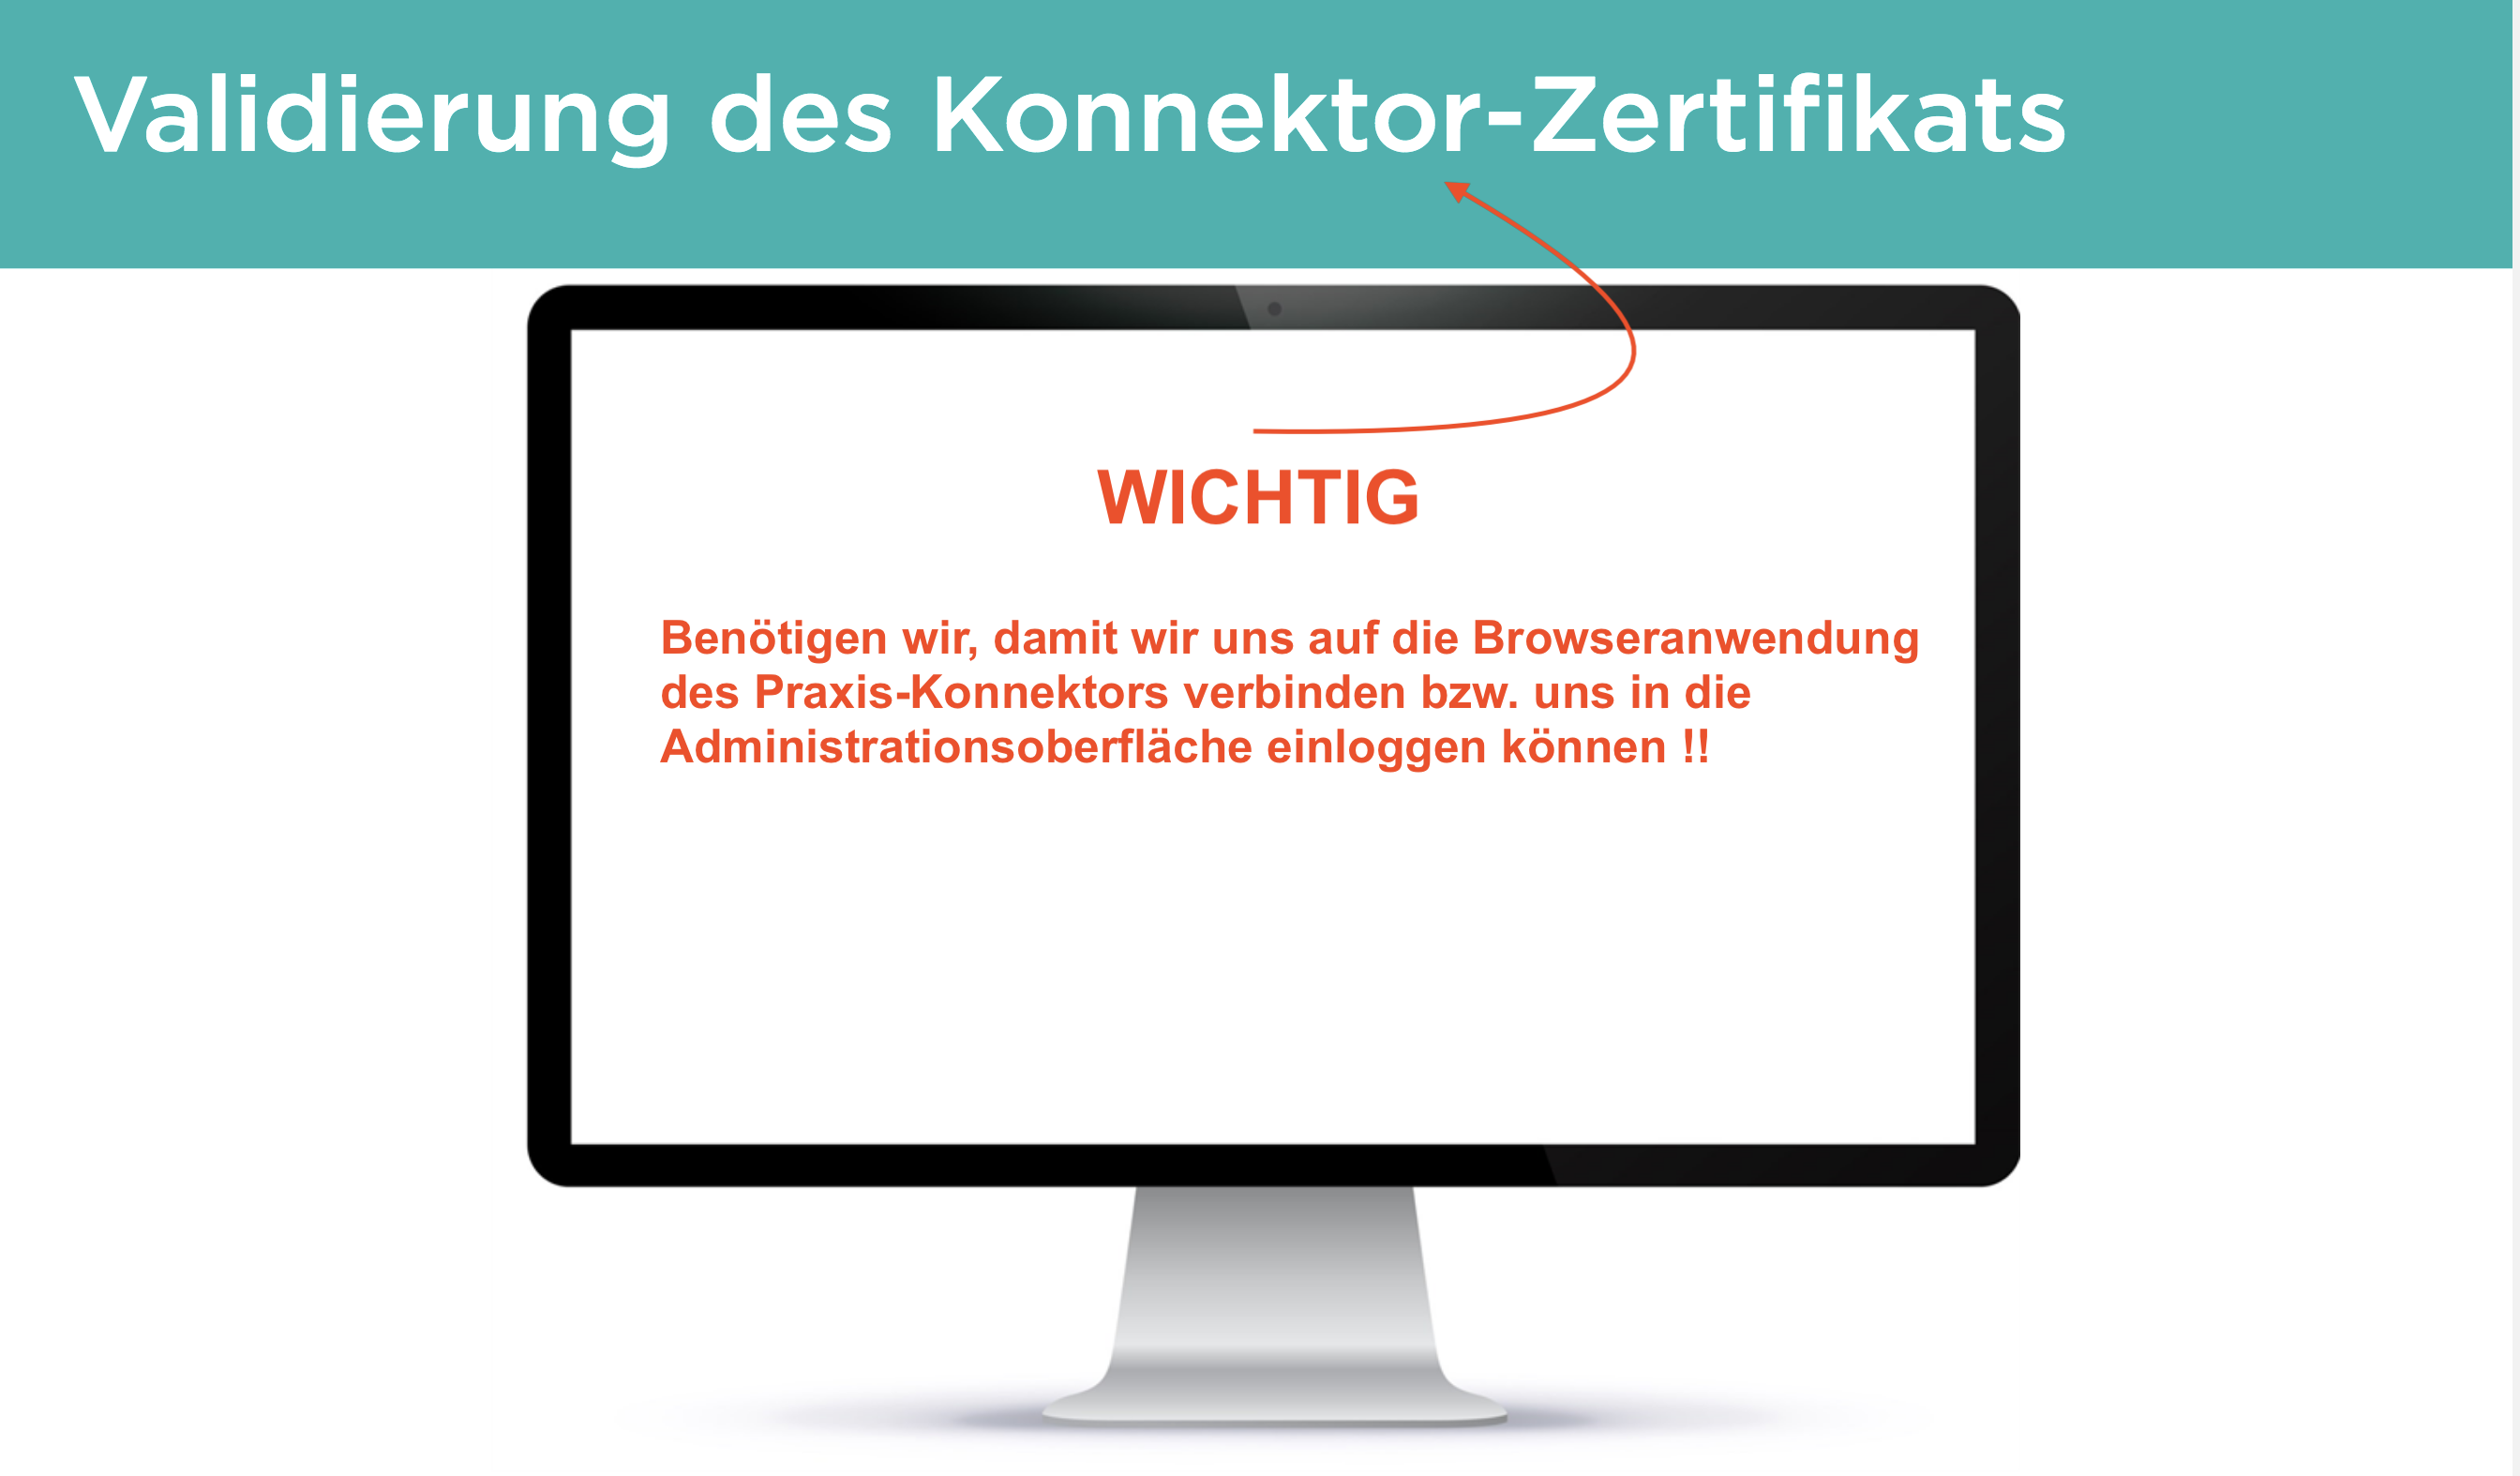 Validierung des Konnektor-Zertifikats
WICHTIG
Benötigen wir, damit wir uns auf die Browseranwendung
des Praxis-Konnektors verbinden bzw. uns in die
Administrationsoberfläche einloggen können !!